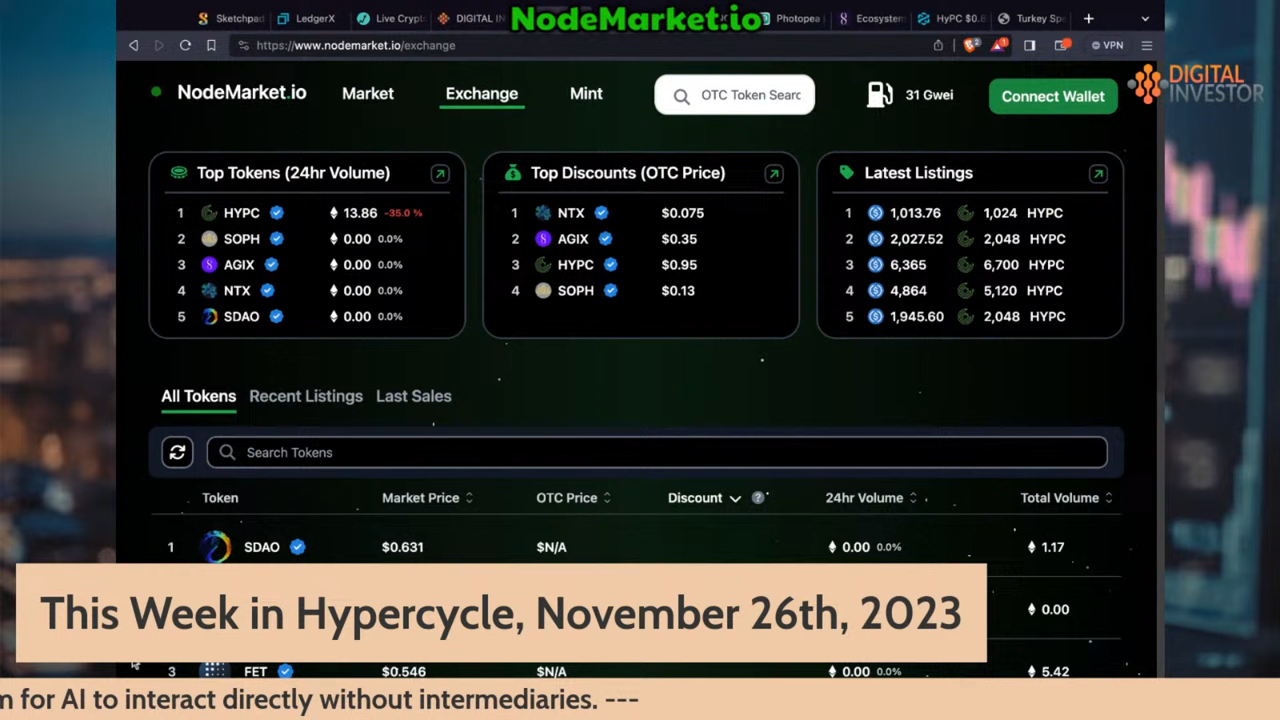 NodeMarket.io
Sketchpad LedgerX Live Crypt DIGITAL IN Photopea Ecosystem HyPC $0. Turkey Sp
https://www.nodemarket.io/exchange
VPN
DIGITAL
INVESTOR
NodeMarket.io Market Exchange Mint OTC Token Searc 31 Gwei Connect Wallet
Top Tokens (24hr Volume)
1 HYPC 13.86 -35.0 %
2 SOPH 0.00 0.0%
3 AGIX 0.00 0.0%
4 NTX 0.00 0.0%
5 SDAO 0.00 0.0%
Top Discounts (OTC Price)
1 NTX $0.075
2 AGIX $0.35
3 HYPC $0.95
4 SOPH $0.13
Latest Listings
1 1,013.76 1,024 HYPC
2 2,027.52 2,048 HYPC
3 6,365 6,700 HYPC
4 4,864 5,120 HYPC
5 1,945.60 2,048 HYPC
All Tokens Recent Listings Last Sales
Search Tokens
Token Market Price OTC Price Discount ? 24hr Volume Total Volume
1 SDAO $0.631 $N/A 0.00 0.0% 1.17
0.00
This Week in Hypercycle, November 26th, 2023
3 FET $0.546 $N/A 0.00 0.0% 5.42
m for AI to interact directly without intermediaries. ---